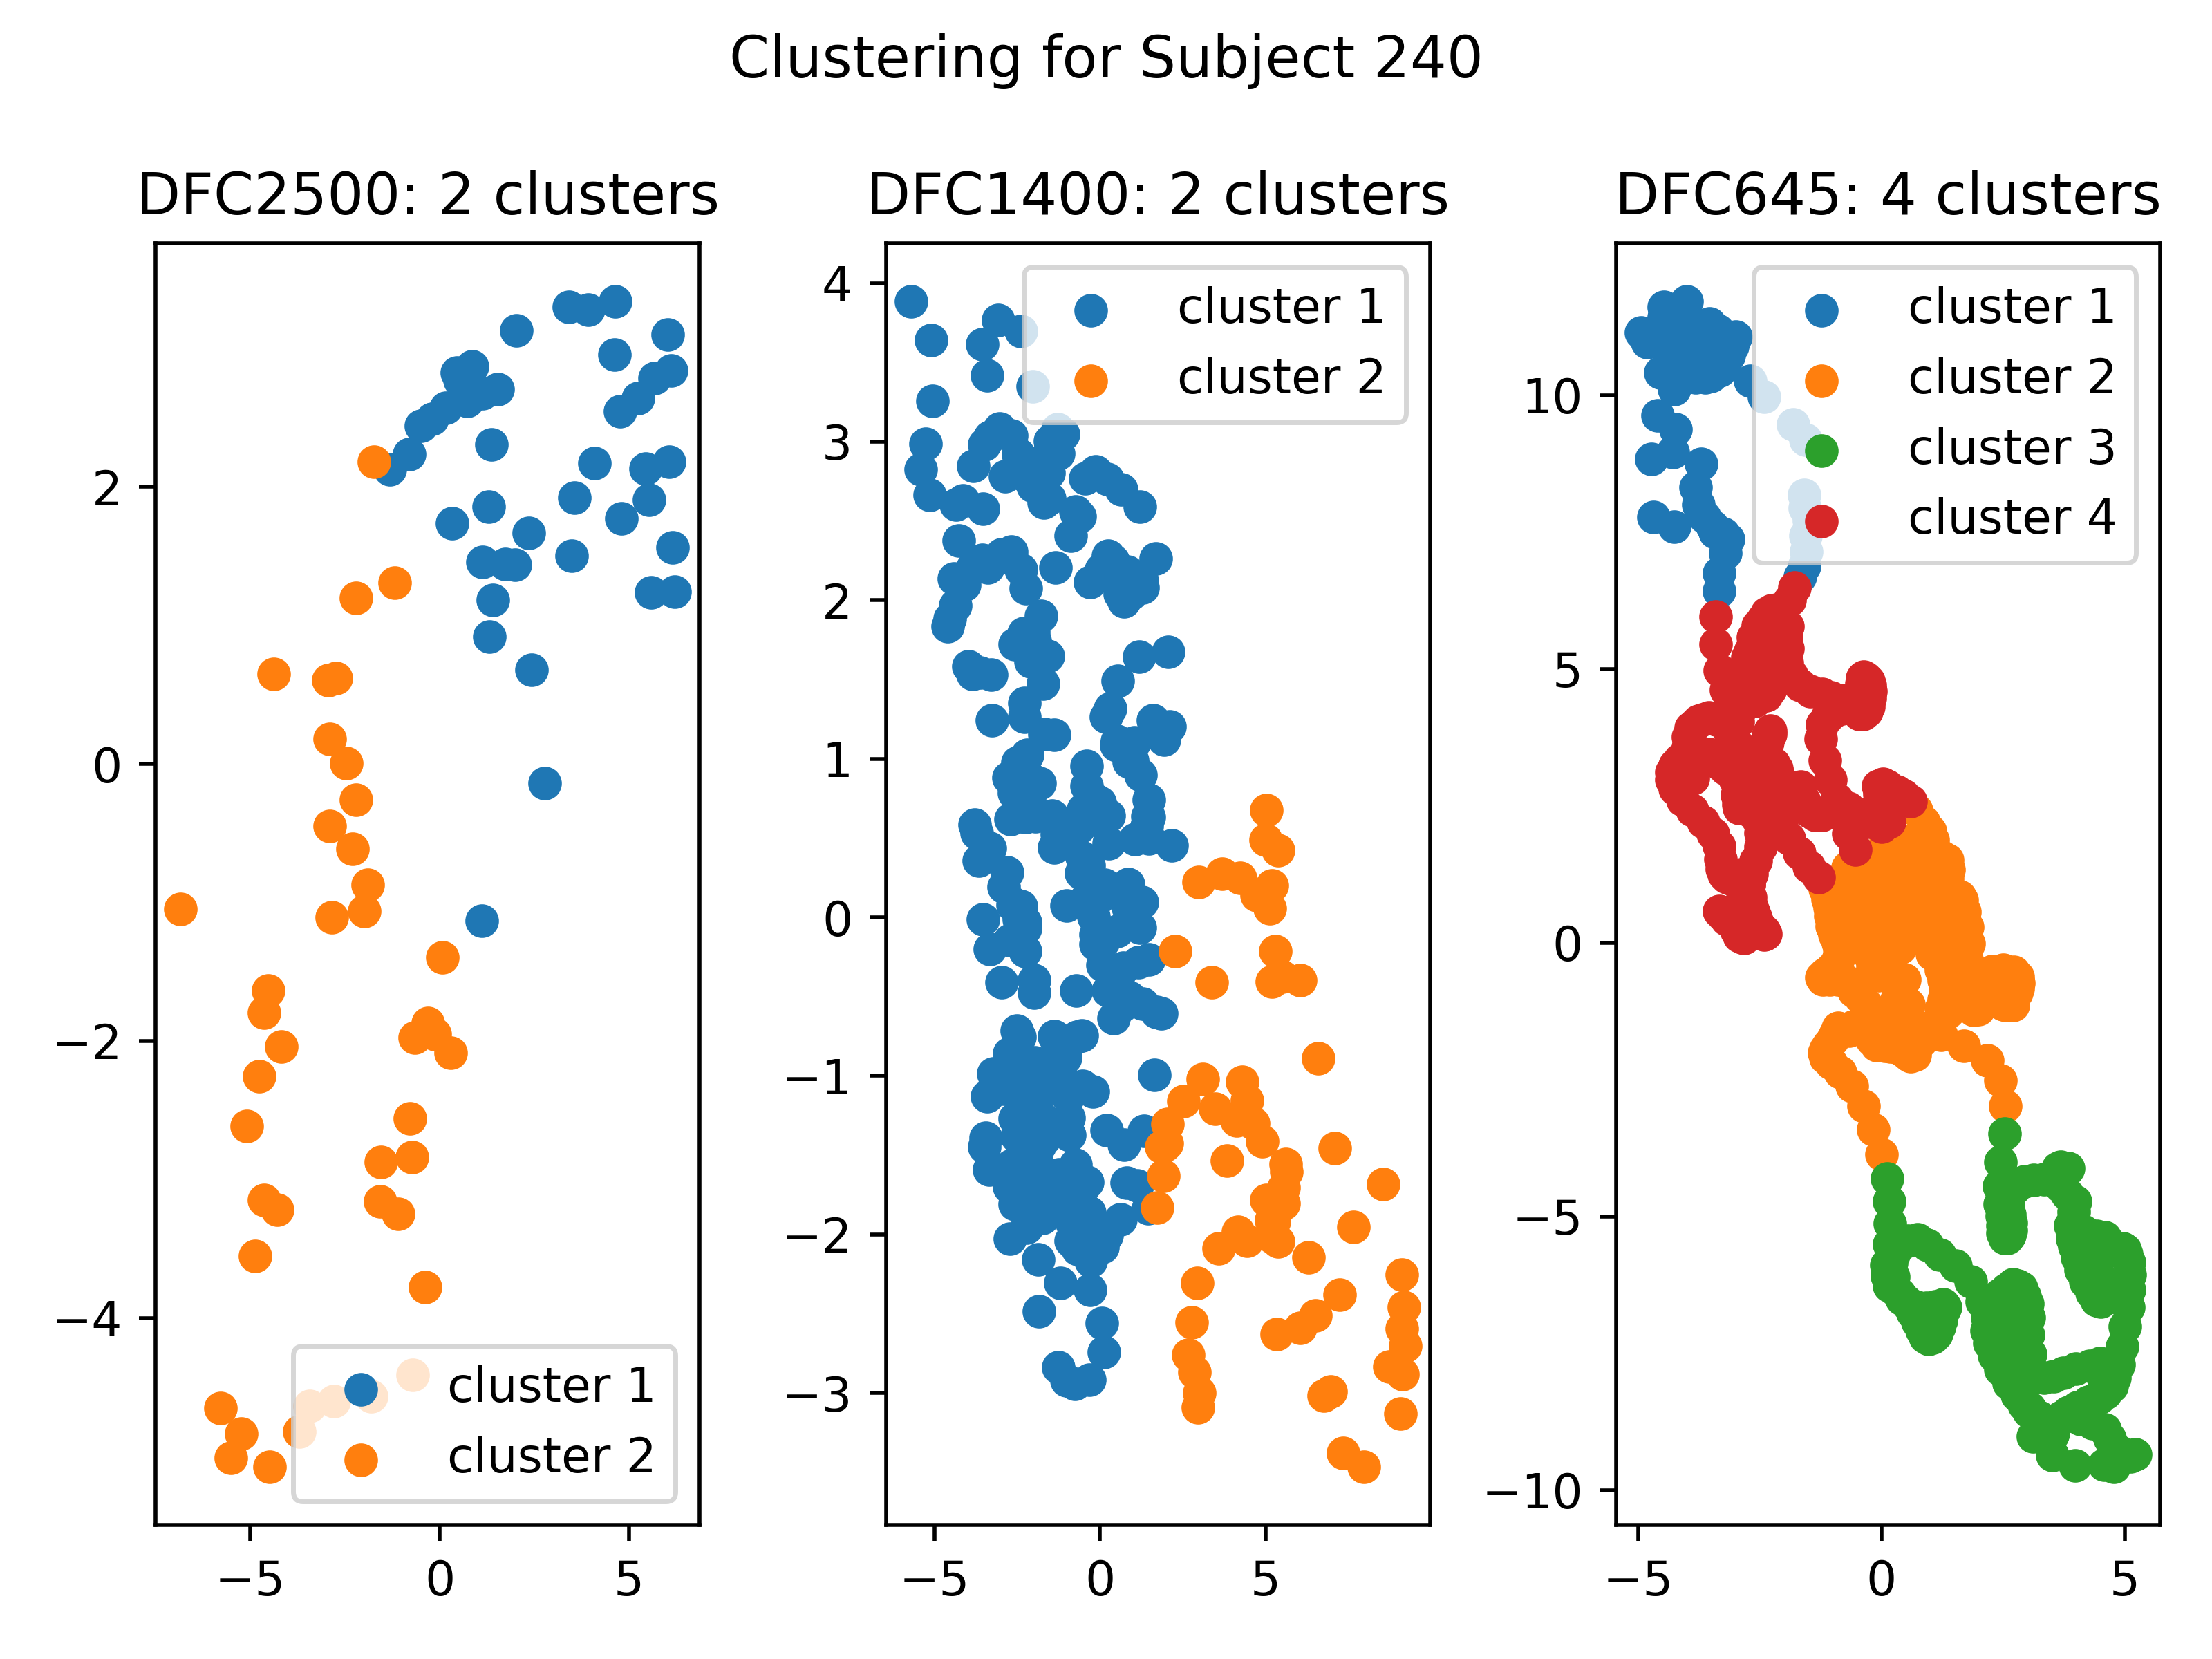 Clustering for Subject 240
DFC2500: 2 clusters
2
0
−2
−4
−5 0 5
cluster 1
cluster 2
DFC1400: 2 clusters
4
3
2
1
0
−1
−2
−3
−5 0 5
cluster 1
cluster 2
DFC645: 4 clusters
10
5
0
−5
−10
−5 0 5
cluster 1
cluster 2
cluster 3
cluster 4